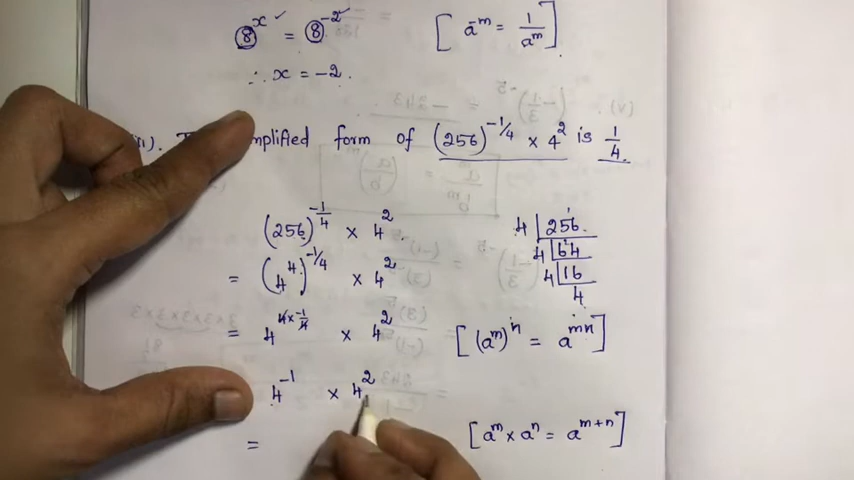 8^x = 8^-2 [ a^-m = 1/a^m ].
∴ x = -2.
mplified form of (256)^-1/4 × 4^2 is 1/4.
(256)^-1/4 × 4^2. 4 | 256.
4 | 64
= (4^4)^-1/4 × 4^2 4 | 16
4
= 4^4×-1/4 × 4^2 [ (a^m)^n = a^mn ]
4^-1 × 4^2
= [ a^m × a^n = a^m+n ]